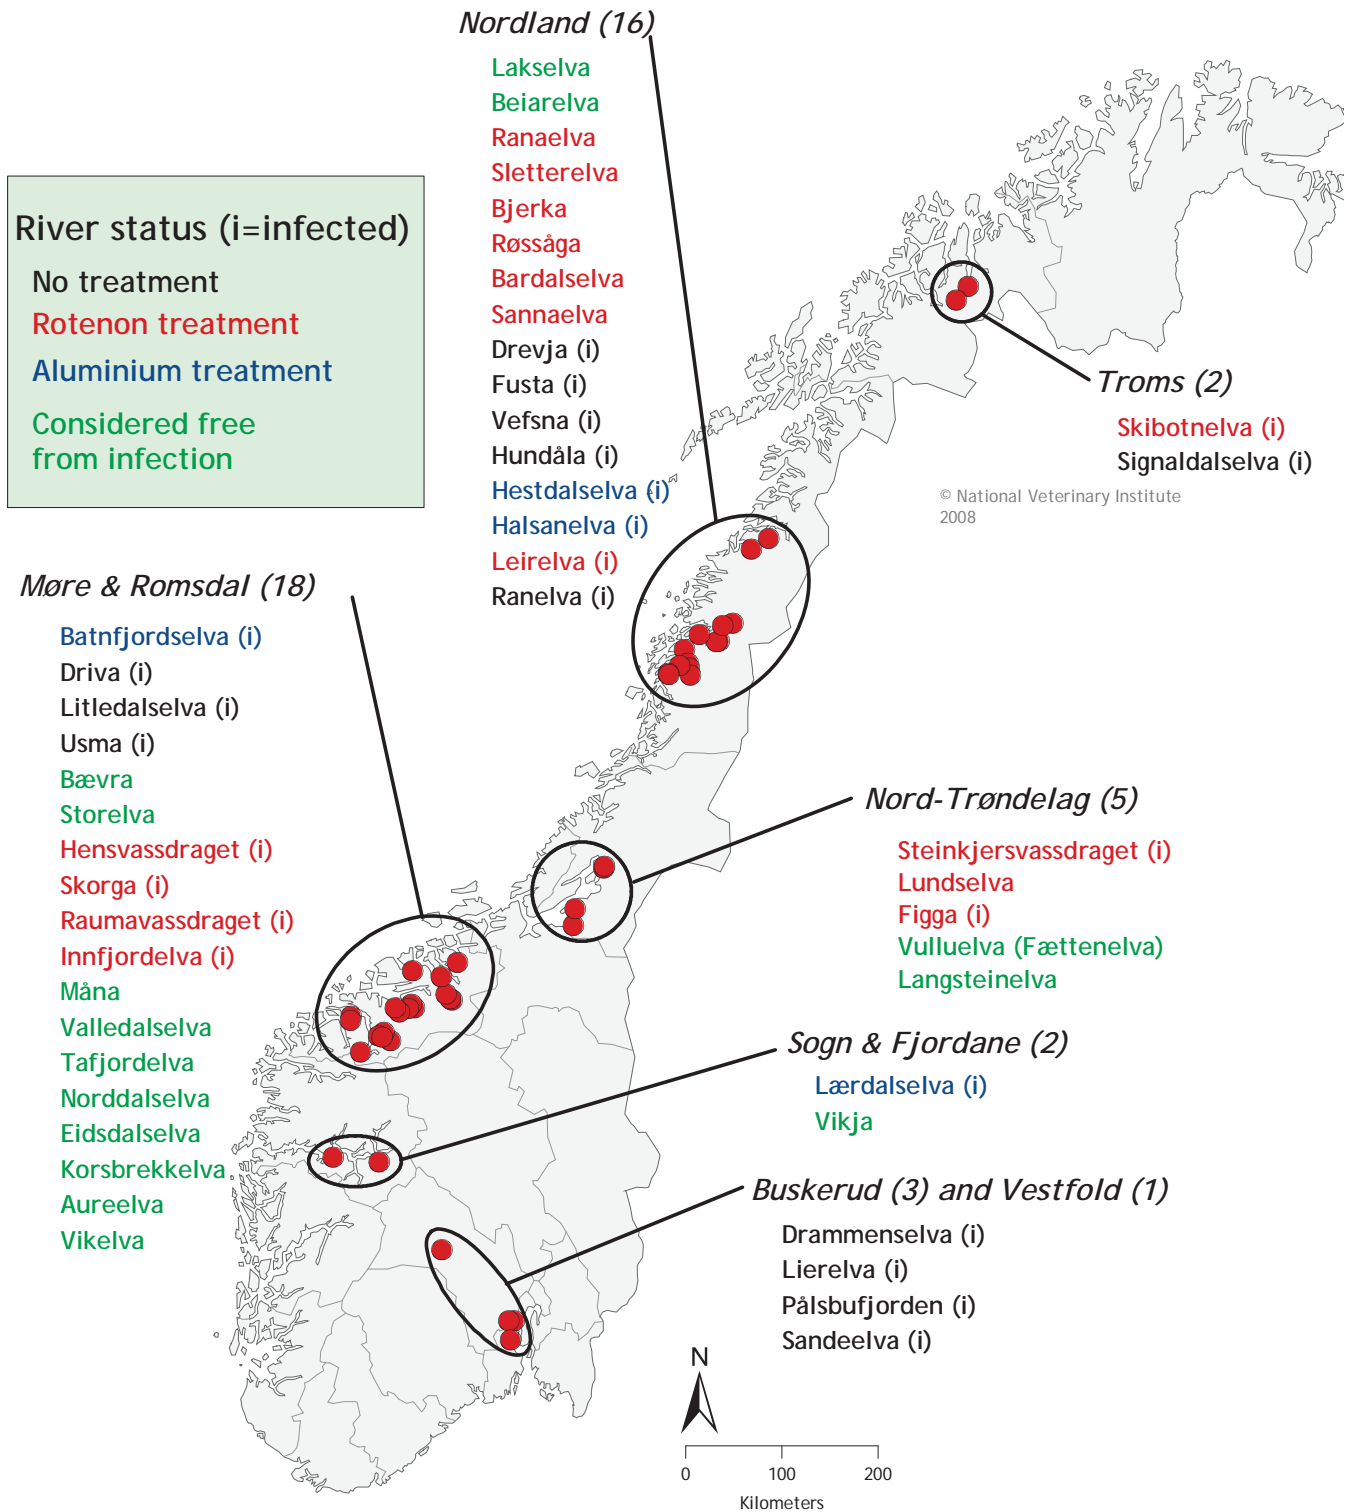 Nordland (16)
Lakselva
Beiarelva
Ranaelva
Sletterelva
Bjerka
Røssåga
Bardalselva
Sannaelva
Drevja (i)
Fusta (i)
Vefsna (i)
Hundåla (i)
Hestdalselva (i)
Halsanelva (i)
Leirelva (i)
Ranelva (i)
River status (i=infected)
No treatment
Rotenon treatment
Aluminium treatment
Considered free
from infection
Troms (2)
Skibotnelva (i)
Signaldalselva (i)
© National Veterinary Institute
2008
Møre & Romsdal (18)
Batnfjordselva (i)
Driva (i)
Litledalselva (i)
Usma (i)
Bævra
Storelva
Hensvassdraget (i)
Skorga (i)
Raumavassdraget (i)
Innfjordelva (i)
Måna
Valledalselva
Tafjordelva
Norddalselva
Eidsdalselva
Korsbrekkelva
Aureelva
Vikelva
Nord-Trøndelag (5)
Steinkjersvassdraget (i)
Lundselva
Figga (i)
Vulluelva (Fættenelva)
Langsteinelva
Sogn & Fjordane (2)
Lærdalselva (i)
Vikja
Buskerud (3) and Vestfold (1)
Drammenselva (i)
Lierelva (i)
Pålsbufjorden (i)
Sandeelva (i)
N
0 100 200
Kilometers